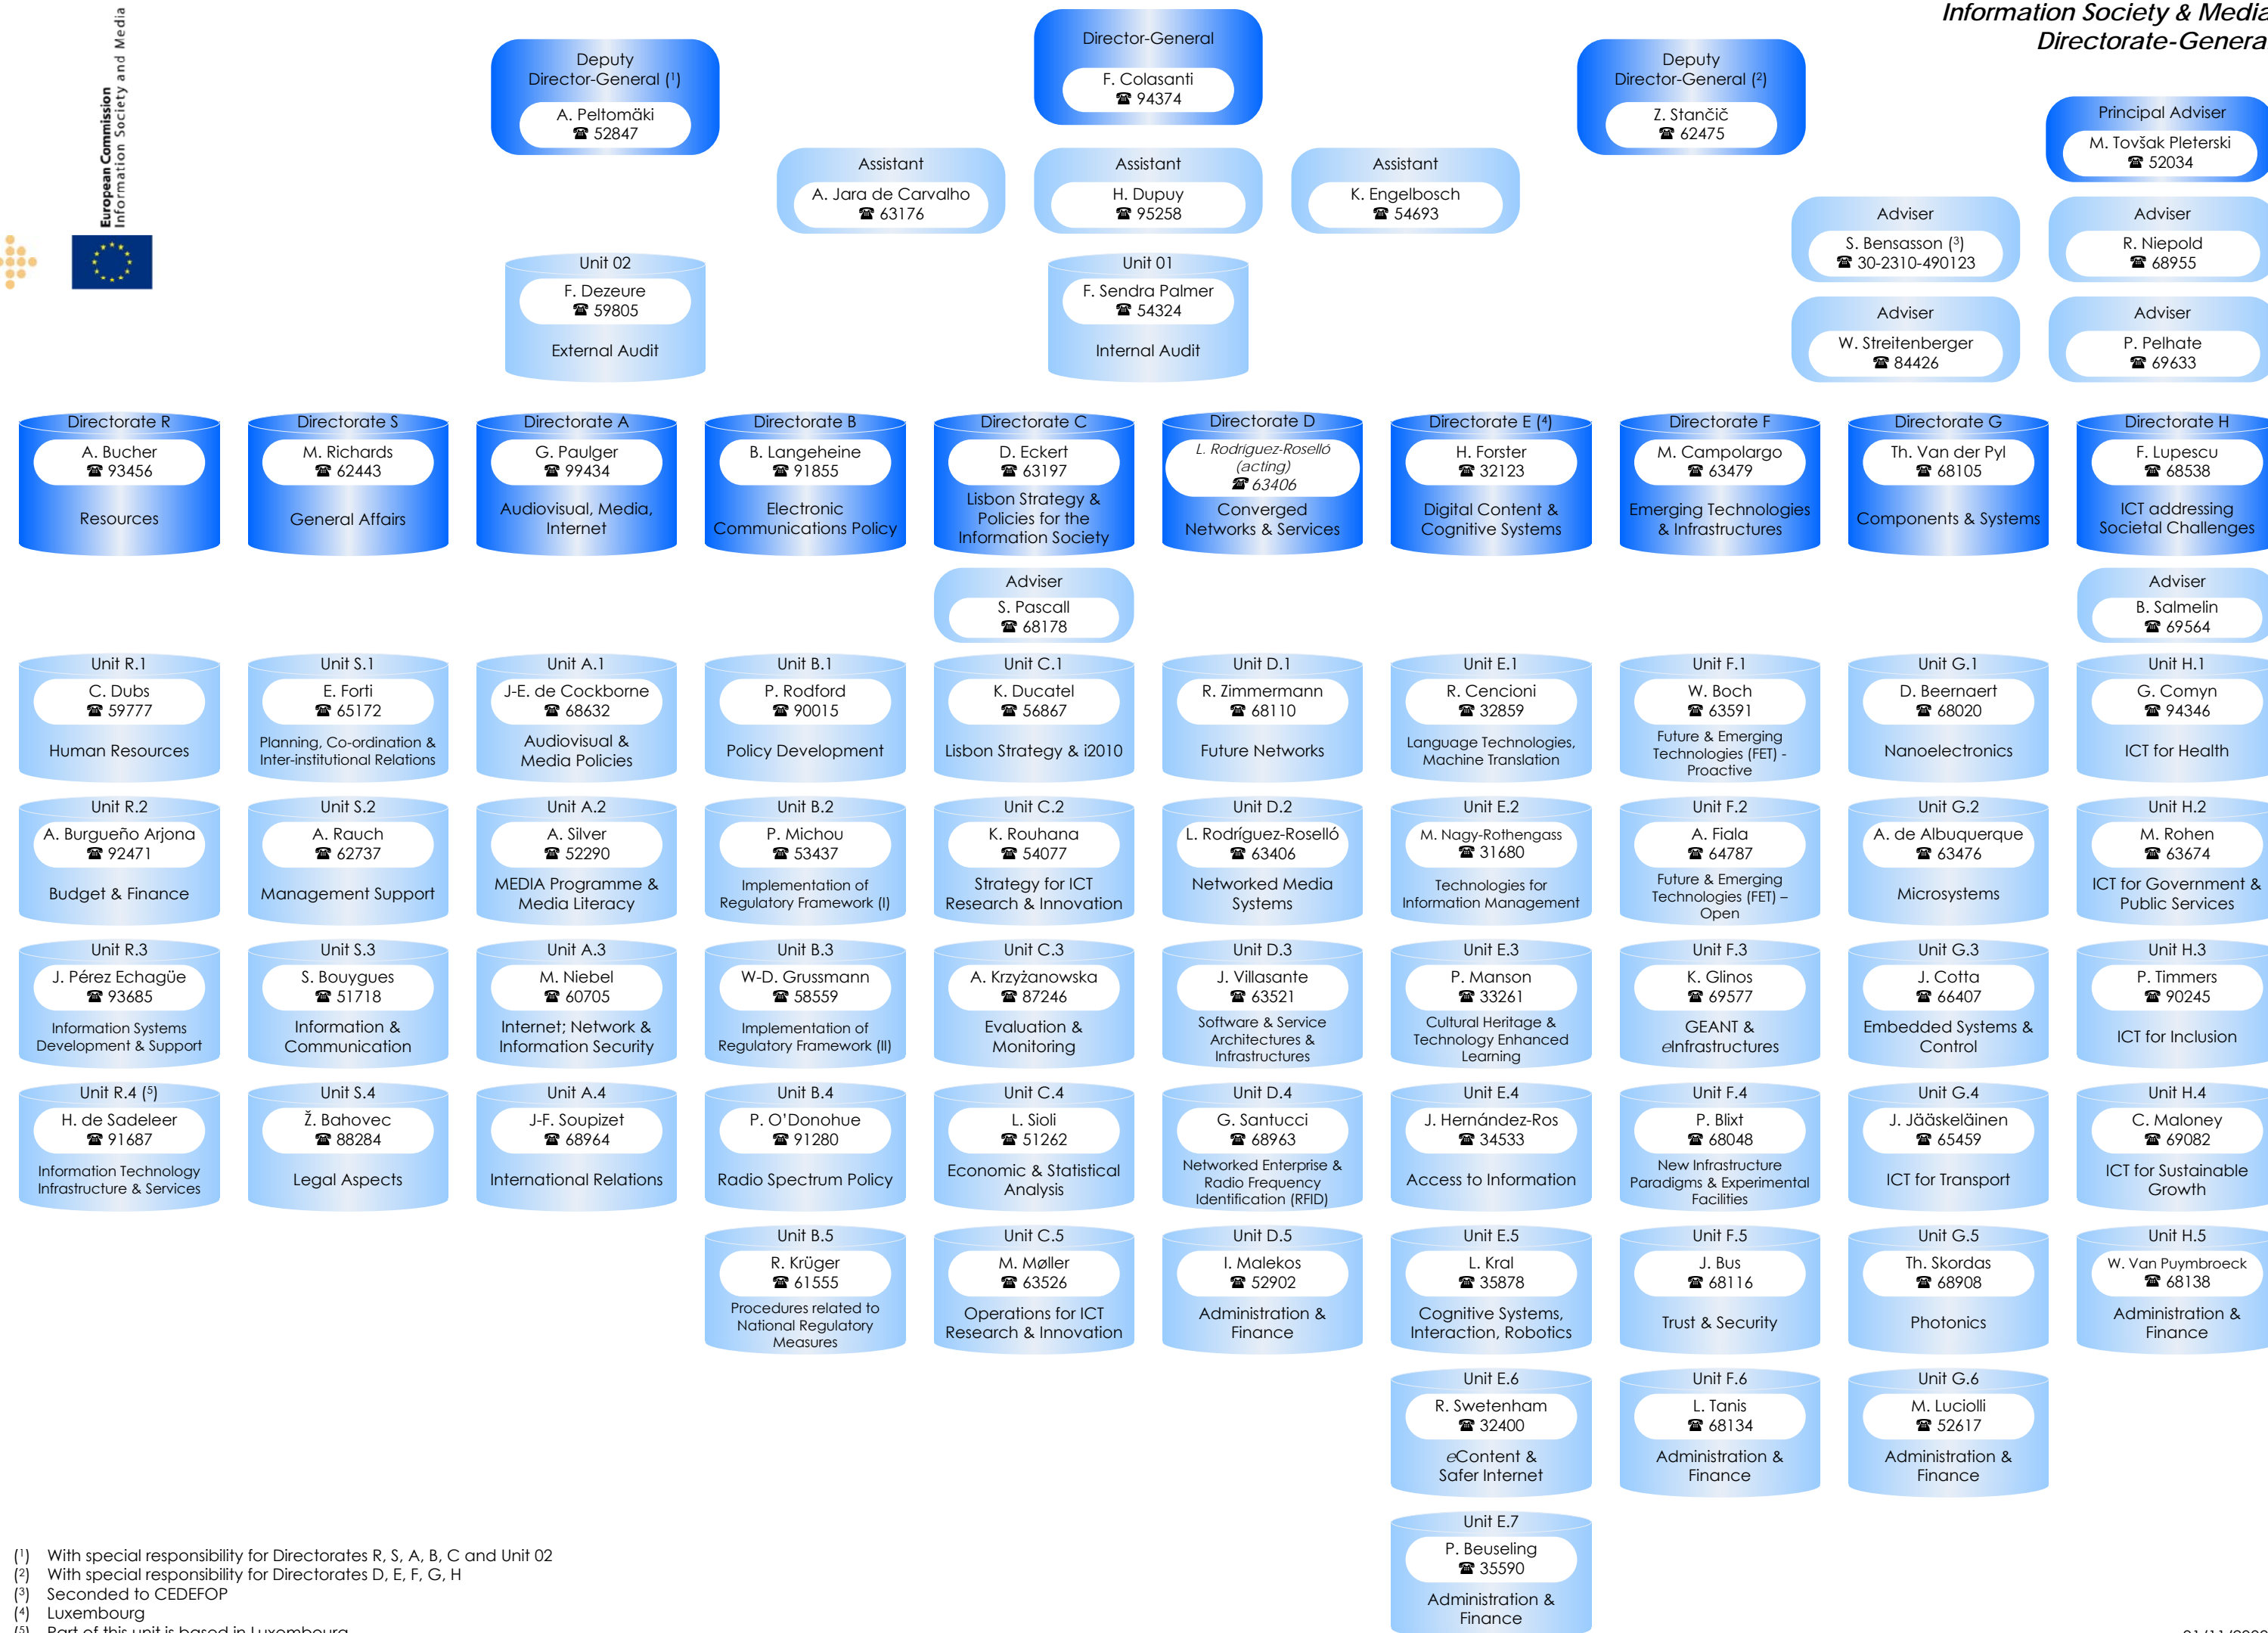 European Commission
Information Society and Media
Information Society & Media
Directorate-General
Director-General
F. Colasanti
☎ 94374
Deputy
Director-General (¹)
A. Peltomäki
☎ 52847
Deputy
Director-General (²)
Z. Stančič
☎ 62475
Principal Adviser
M. Tovšak Pleterski
☎ 52034
Assistant
A. Jara de Carvalho
☎ 63176
Assistant
H. Dupuy
☎ 95258
Assistant
K. Engelbosch
☎ 54693
Adviser
S. Bensasson (³)
☎ 30-2310-490123
Adviser
R. Niepold
☎ 68955
Unit 02
F. Dezeure
☎ 59805
External Audit
Unit 01
F. Sendra Palmer
☎ 54324
Internal Audit
Adviser
W. Streitenberger
☎ 84426
Adviser
P. Pelhate
☎ 69633
Directorate R
A. Bucher
☎ 93456
Resources
Directorate S
M. Richards
☎ 62443
General Affairs
Directorate A
G. Paulger
☎ 99434
Audiovisual, Media,
Internet
Directorate B
B. Langeheine
☎ 91855
Electronic
Communications Policy
Directorate C
D. Eckert
☎ 63197
Lisbon Strategy &
Policies for the
Information Society
Directorate D
L. Rodríguez-Roselló
(acting)
☎ 63406
Converged
Networks & Services
Directorate E (⁴)
H. Forster
☎ 32123
Digital Content &
Cognitive Systems
Directorate F
M. Campolargo
☎ 63479
Emerging Technologies
& Infrastructures
Directorate G
Th. Van der Pyl
☎ 68105
Components & Systems
Directorate H
F. Lupescu
☎ 68538
ICT addressing
Societal Challenges
Adviser
S. Pascall
☎ 68178
Adviser
B. Salmelin
☎ 69564
Unit R.1
C. Dubs
☎ 59777
Human Resources
Unit S.1
E. Forti
☎ 65172
Planning, Co-ordination &
Inter-institutional Relations
Unit A.1
J-E. de Cockborne
☎ 68632
Audiovisual &
Media Policies
Unit B.1
P. Rodford
☎ 90015
Policy Development
Unit C.1
K. Ducatel
☎ 56867
Lisbon Strategy & i2010
Unit D.1
R. Zimmermann
☎ 68110
Future Networks
Unit E.1
R. Cencioni
☎ 32859
Language Technologies,
Machine Translation
Unit F.1
W. Boch
☎ 63591
Future & Emerging
Technologies (FET) -
Proactive
Unit G.1
D. Beernaert
☎ 68020
Nanoelectronics
Unit H.1
G. Comyn
☎ 94346
ICT for Health
Unit R.2
A. Burgueño Arjona
☎ 92471
Budget & Finance
Unit S.2
A. Rauch
☎ 62737
Management Support
Unit A.2
A. Silver
☎ 52290
MEDIA Programme &
Media Literacy
Unit B.2
P. Michou
☎ 53437
Implementation of
Regulatory Framework (I)
Unit C.2
K. Rouhana
☎ 54077
Strategy for ICT
Research & Innovation
Unit D.2
L. Rodríguez-Roselló
☎ 63406
Networked Media
Systems
Unit E.2
M. Nagy-Rothengass
☎ 31680
Technologies for
Information Management
Unit F.2
A. Fiala
☎ 64787
Future & Emerging
Technologies (FET) –
Open
Unit G.2
A. de Albuquerque
☎ 63476
Microsystems
Unit H.2
M. Rohen
☎ 63674
ICT for Government &
Public Services
Unit R.3
J. Pérez Echagüe
☎ 93685
Information Systems
Development & Support
Unit S.3
S. Bouygues
☎ 51718
Information &
Communication
Unit A.3
M. Niebel
☎ 60705
Internet; Network &
Information Security
Unit B.3
W-D. Grussmann
☎ 58559
Implementation of
Regulatory Framework (II)
Unit C.3
A. Krzyżanowska
☎ 87246
Evaluation &
Monitoring
Unit D.3
J. Villasante
☎ 63521
Software & Service
Architectures &
Infrastructures
Unit E.3
P. Manson
☎ 33261
Cultural Heritage &
Technology Enhanced
Learning
Unit F.3
K. Glinos
☎ 69577
GEANT &
eInfrastructures
Unit G.3
J. Cotta
☎ 66407
Embedded Systems &
Control
Unit H.3
P. Timmers
☎ 90245
ICT for Inclusion
Unit R.4 (⁵)
H. de Sadeleer
☎ 91687
Information Technology
Infrastructure & Services
Unit S.4
Ž. Bahovec
☎ 88284
Legal Aspects
Unit A.4
J-F. Soupizet
☎ 68964
International Relations
Unit B.4
P. O’Donohue
☎ 91280
Radio Spectrum Policy
Unit C.4
L. Sioli
☎ 51262
Economic & Statistical
Analysis
Unit D.4
G. Santucci
☎ 68963
Networked Enterprise &
Radio Frequency
Identification (RFID)
Unit E.4
J. Hernández-Ros
☎ 34533
Access to Information
Unit F.4
P. Blixt
☎ 68048
New Infrastructure
Paradigms & Experimental
Facilities
Unit G.4
J. Jääskeläinen
☎ 65459
ICT for Transport
Unit H.4
C. Maloney
☎ 69082
ICT for Sustainable
Growth
Unit B.5
R. Krüger
☎ 61555
Procedures related to
National Regulatory
Measures
Unit C.5
M. Møller
☎ 63526
Operations for ICT
Research & Innovation
Unit D.5
I. Malekos
☎ 52902
Administration &
Finance
Unit E.5
L. Kral
☎ 35878
Cognitive Systems,
Interaction, Robotics
Unit F.5
J. Bus
☎ 68116
Trust & Security
Unit G.5
Th. Skordas
☎ 68908
Photonics
Unit H.5
W. Van Puymbroeck
☎ 68138
Administration &
Finance
Unit E.6
R. Swetenham
☎ 32400
eContent &
Safer Internet
Unit F.6
L. Tanis
☎ 68134
Administration &
Finance
Unit G.6
M. Luciolli
☎ 52617
Administration &
Finance
Unit E.7
P. Beuseling
☎ 35590
Administration &
Finance
(¹) With special responsibility for Directorates R, S, A, B, C and Unit 02
(²) With special responsibility for Directorates D, E, F, G, H
(³) Seconded to CEDEFOP
(⁴) Luxembourg
(⁵) Part of this unit is based in Luxembourg